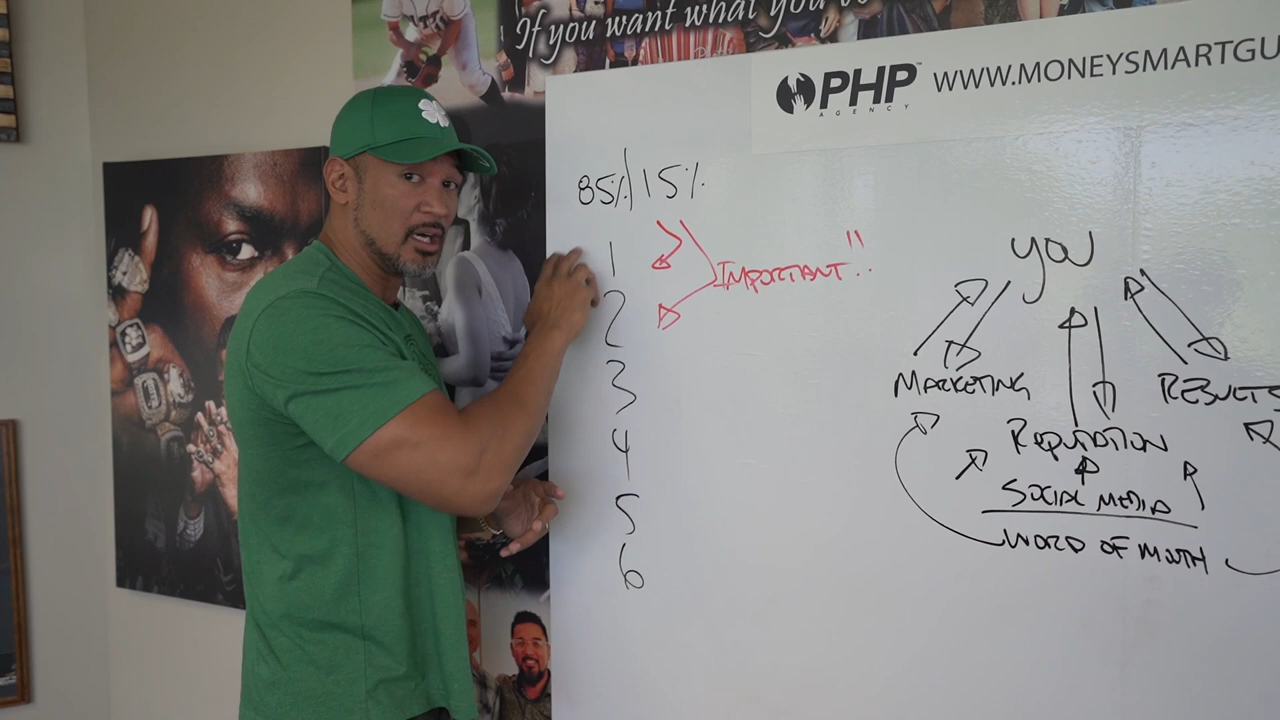 If you want what you
PHP™ WWW.MONEYSMARTGU
AGENCY
85% | 15%
1
2
3
4
5
6
IMPORTANT!!
YOU
MARKETING
RESULTS
REPUTATION
SOCIAL MEDIA
WORD OF MOUTH